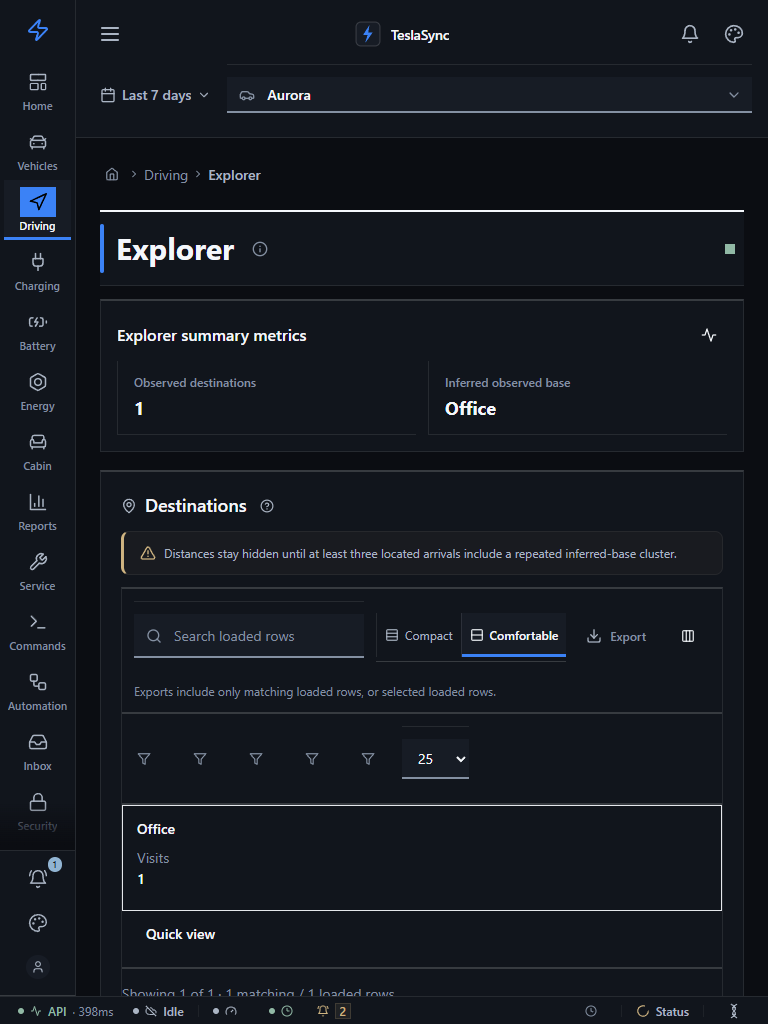 TeslaSync
Home
Vehicles
Driving
Charging
Battery
Energy
Cabin
Reports
Service
Commands
Automation
Inbox
Security
1
Last 7 days
Aurora
Driving
Explorer
Explorer
Explorer summary metrics
Observed destinations
1
Inferred observed base
Office
Destinations
Distances stay hidden until at least three located arrivals include a repeated inferred-base cluster.
Search loaded rows
Compact
Comfortable
Export
Exports include only matching loaded rows, or selected loaded rows.
25
Office
Visits
1
Quick view
Showing 1 of 1 · 1 matching / 1 loaded rows
API · 398ms
Idle
2
Status